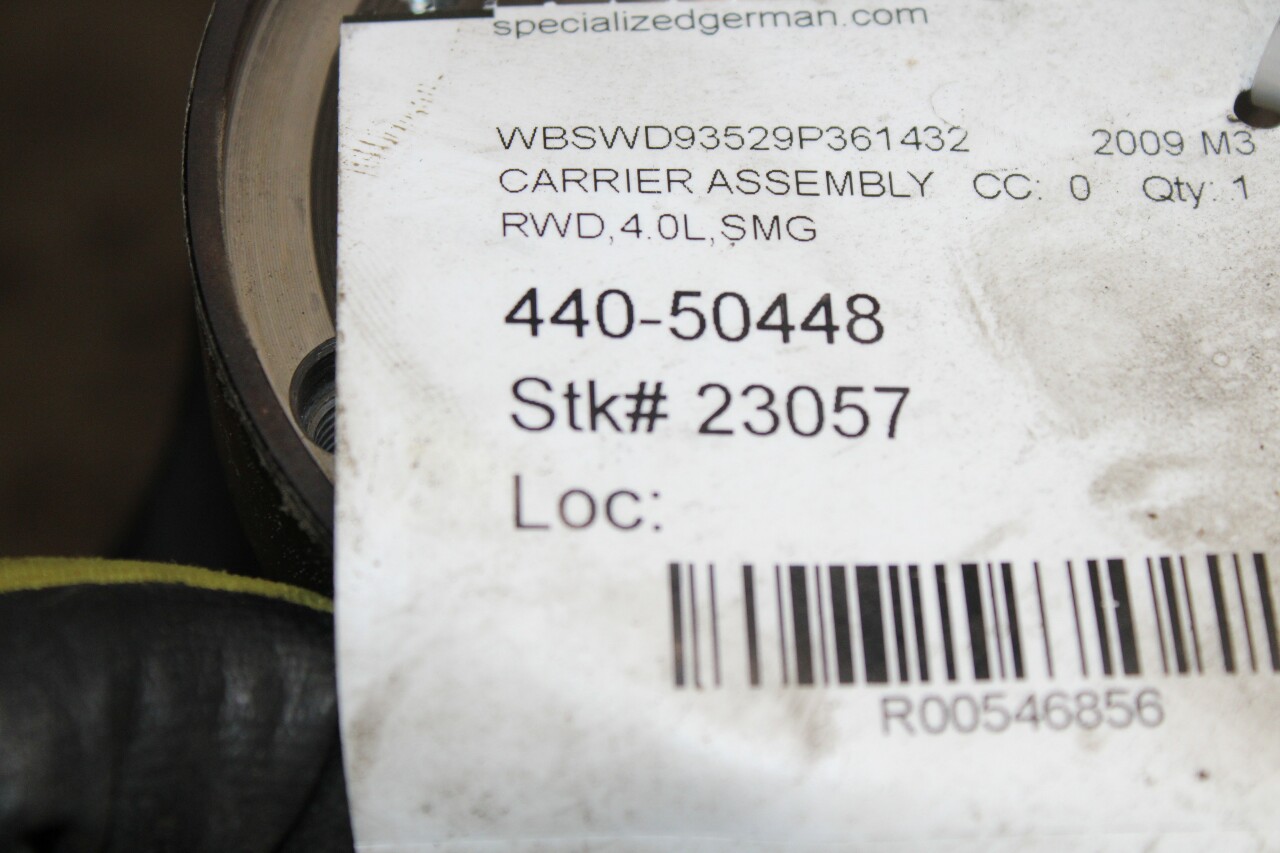 specializedgerman.com
WBSWD93529P361432 2009 M3
CARRIER ASSEMBLY CC: 0 Qty: 1
RWD,4.0L,SMG
440-50448
Stk# 23057
Loc:
R00546856